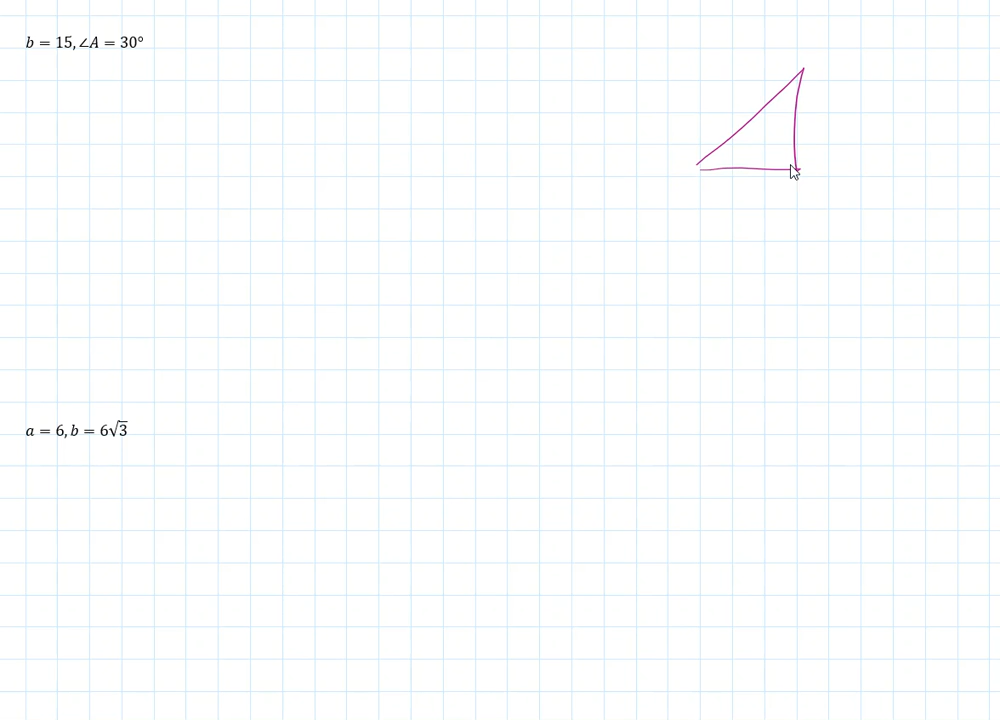 b = 15, ∠A = 30°
a = 6, b = 6√3